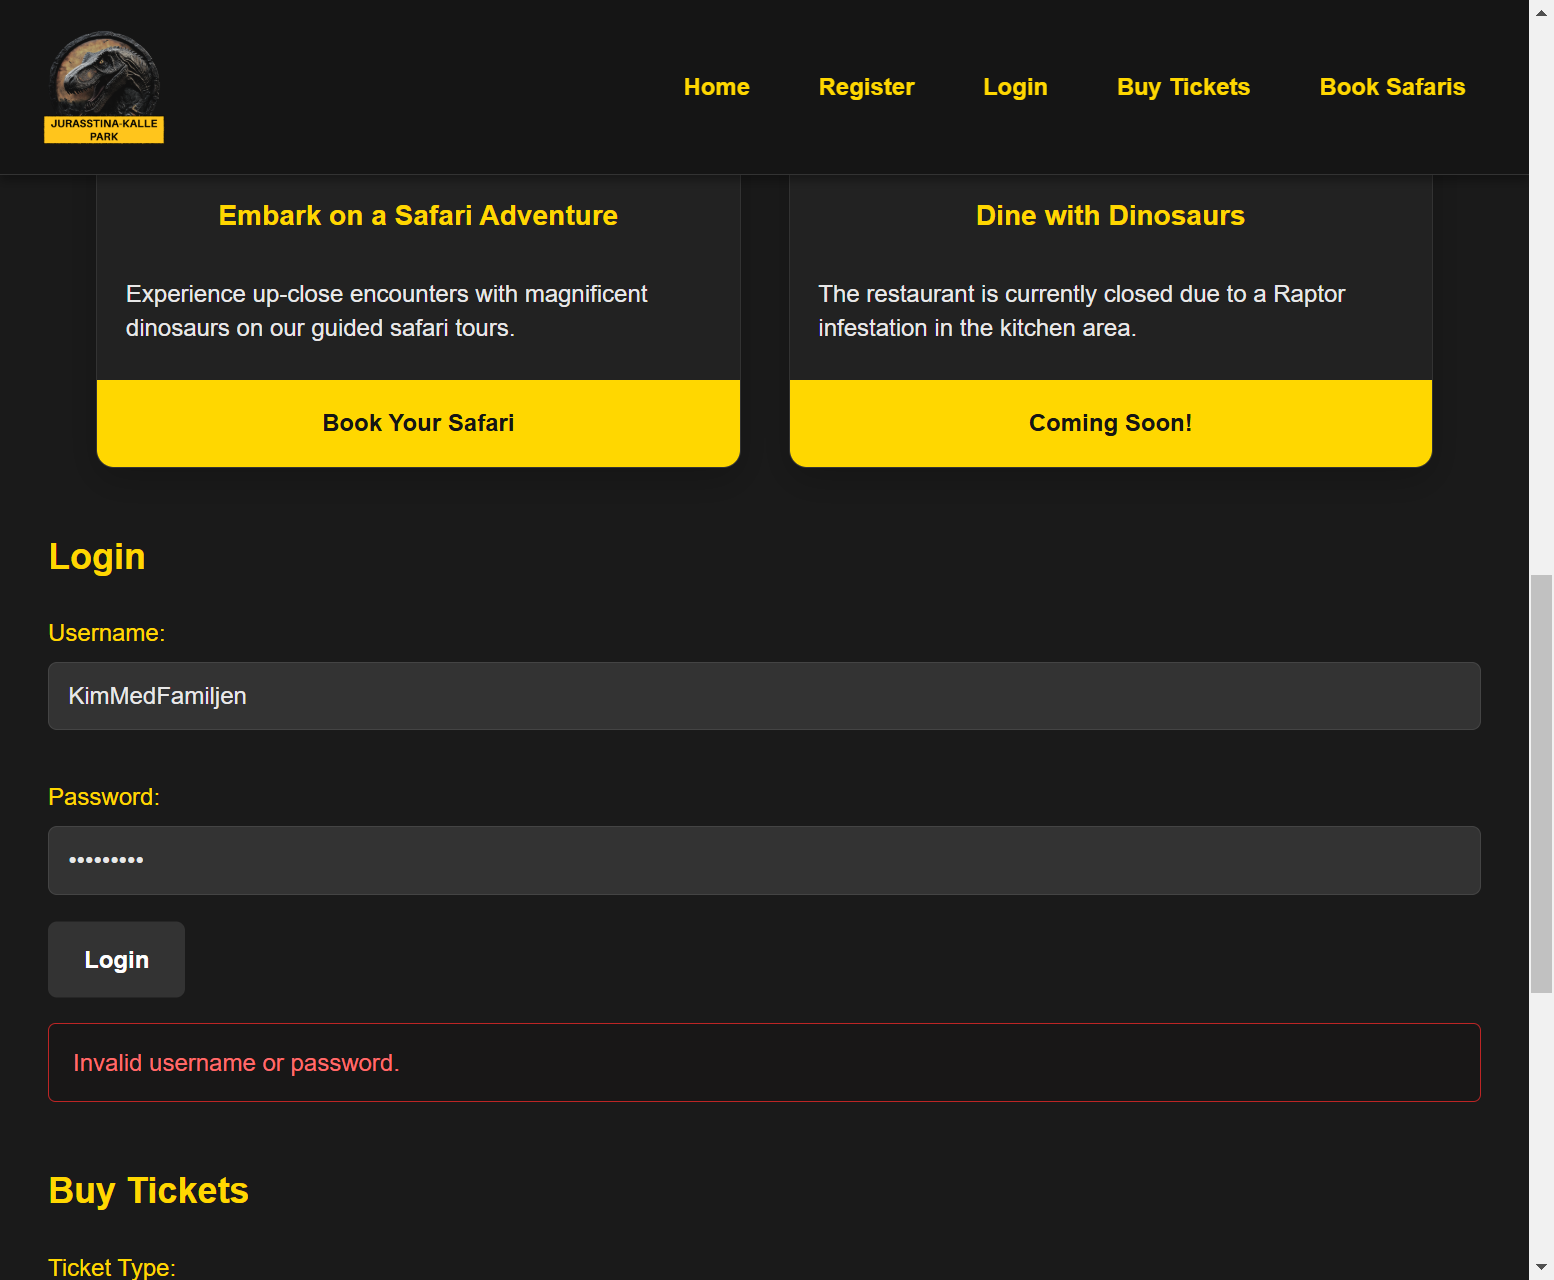 JURASSTINA-KALLE
PARK
Home
Register
Login
Buy Tickets
Book Safaris
Embark on a Safari Adventure
Experience up-close encounters with magnificent
dinosaurs on our guided safari tours.
Book Your Safari
Dine with Dinosaurs
The restaurant is currently closed due to a Raptor
infestation in the kitchen area.
Coming Soon!
Login
Username:
KimMedFamiljen
Password:
•••••••••
Login
Invalid username or password.
Buy Tickets
Ticket Type: